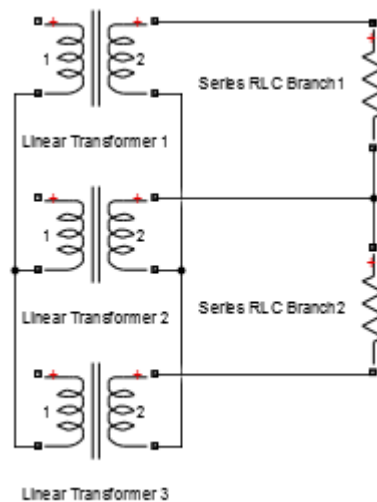 1 2
Series RLC Branch1
Linear Transformer 1
1 2
Series RLC Branch2
Linear Transformer 2
1 2
Linear Transformer 3